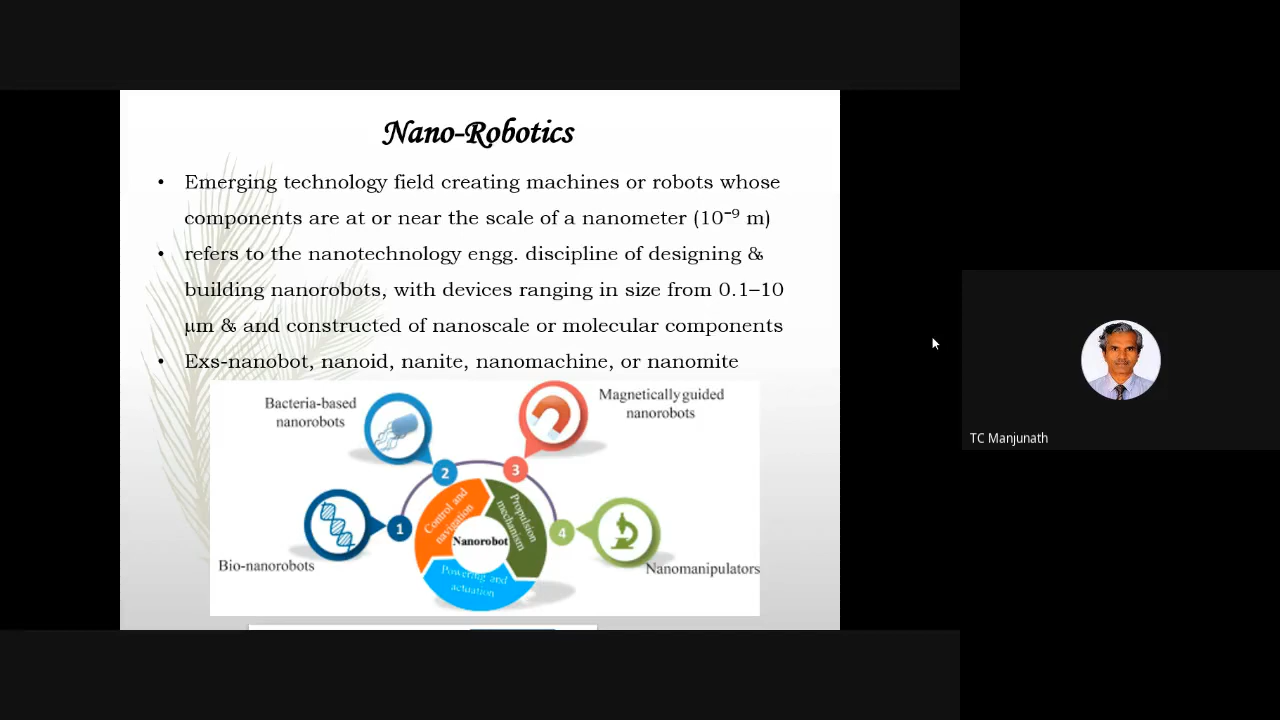 Nano-Robotics
• Emerging technology field creating machines or robots whose
components are at or near the scale of a nanometer (10⁻⁹ m)
• refers to the nanotechnology engg. discipline of designing &
building nanorobots, with devices ranging in size from 0.1–10
μm & and constructed of nanoscale or molecular components
• Exs-nanobot, nanoid, nanite, nanomachine, or nanomite
Bacteria-based
nanorobots
Magnetically guided
nanorobots
2
3
1
4
Control and
navigation
Propulsion
mechanism
Nanorobot
Powering and
actuation
Bio-nanorobots
Nanomanipulators
TC Manjunath